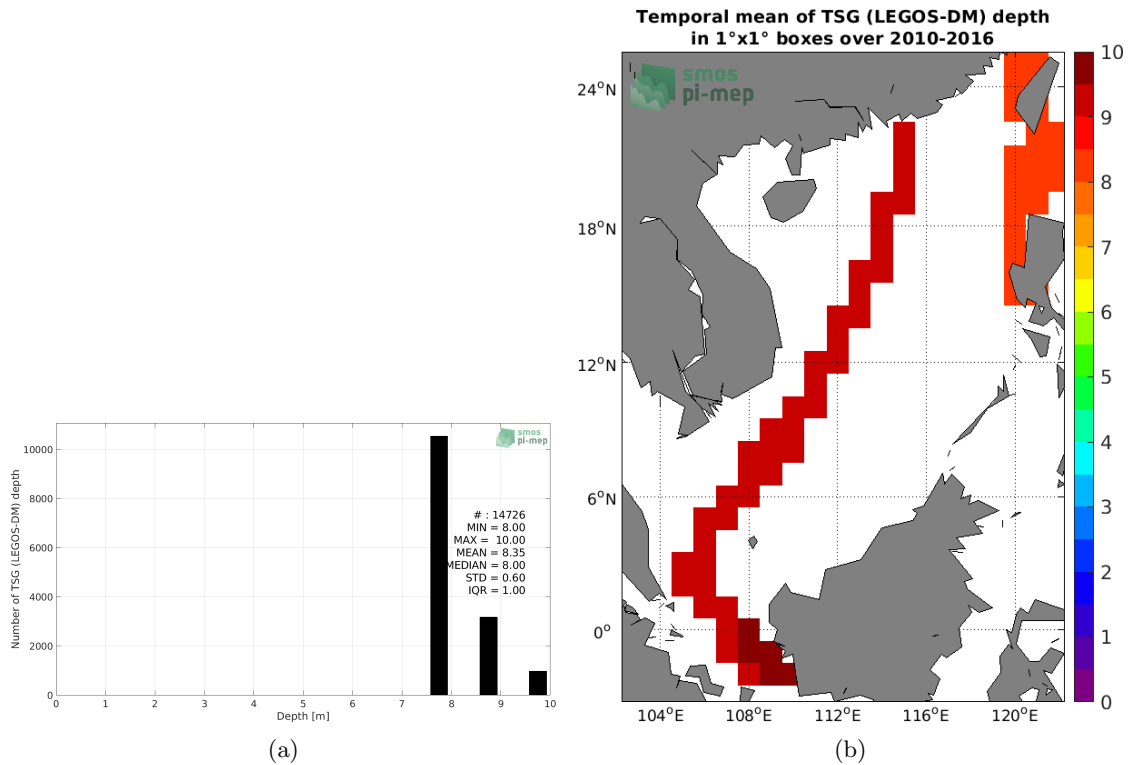 Temporal mean of TSG (LEGOS-DM) depth
in 1°x1° boxes over 2010-2016
smos
pi-mep
24°N
18°N
12°N
6°N
0°
104°E
108°E
112°E
116°E
120°E
10
9
8
7
6
5
4
3
2
1
0
smos
pi-mep
Number of TSG (LEGOS-DM) depth
10000
8000
6000
4000
2000
0
# : 14726
MIN = 8.00
MAX = 10.00
MEAN = 8.35
MEDIAN = 8.00
STD = 0.60
IQR = 1.00
0 1 2 3 4 5 6 7 8 9 10
Depth [m]
(a)
(b)